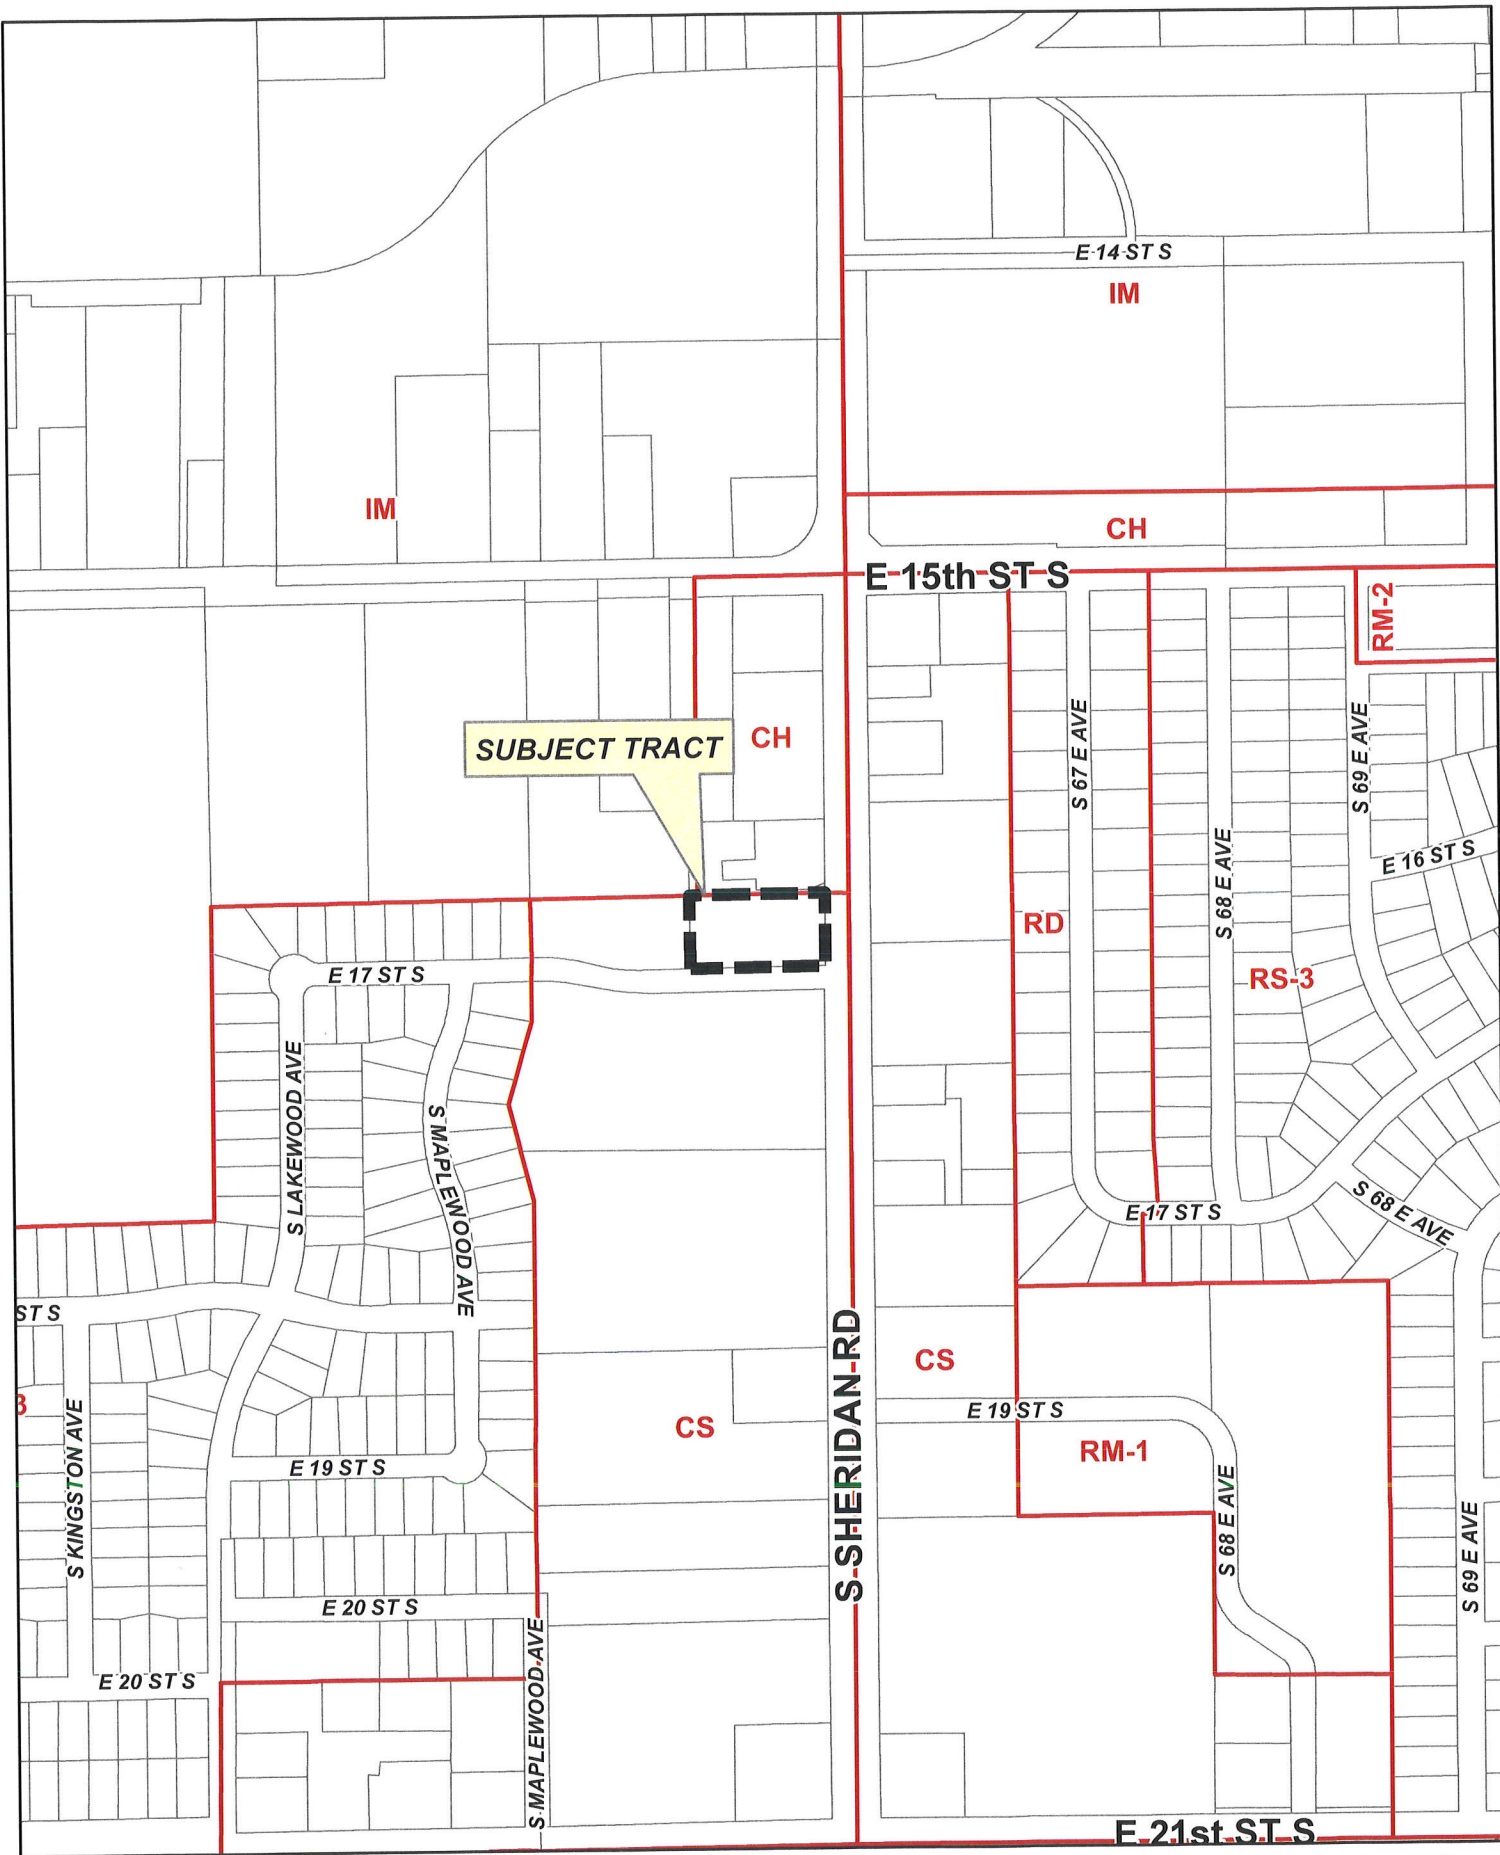 E 14 ST S
IM
IM
CH
E 15th ST S
RM-2
SUBJECT TRACT
CH
S 67 E AVE
S 69 E AVE
S 68 E AVE
E 16 ST S
RD
E 17 ST S
RS-3
S LAKEWOOD AVE
S MAPLEWOOD AVE
E 17 ST S
S 68 E AVE
ST S
S SHERIDAN RD
CS
3
S KINGSTON AVE
CS
E 19 ST S
RM-1
E 19 ST S
S 68 E AVE
S 69 E AVE
E 20 ST S
S MAPLEWOOD AVE
E 20 ST S
E 21st ST S